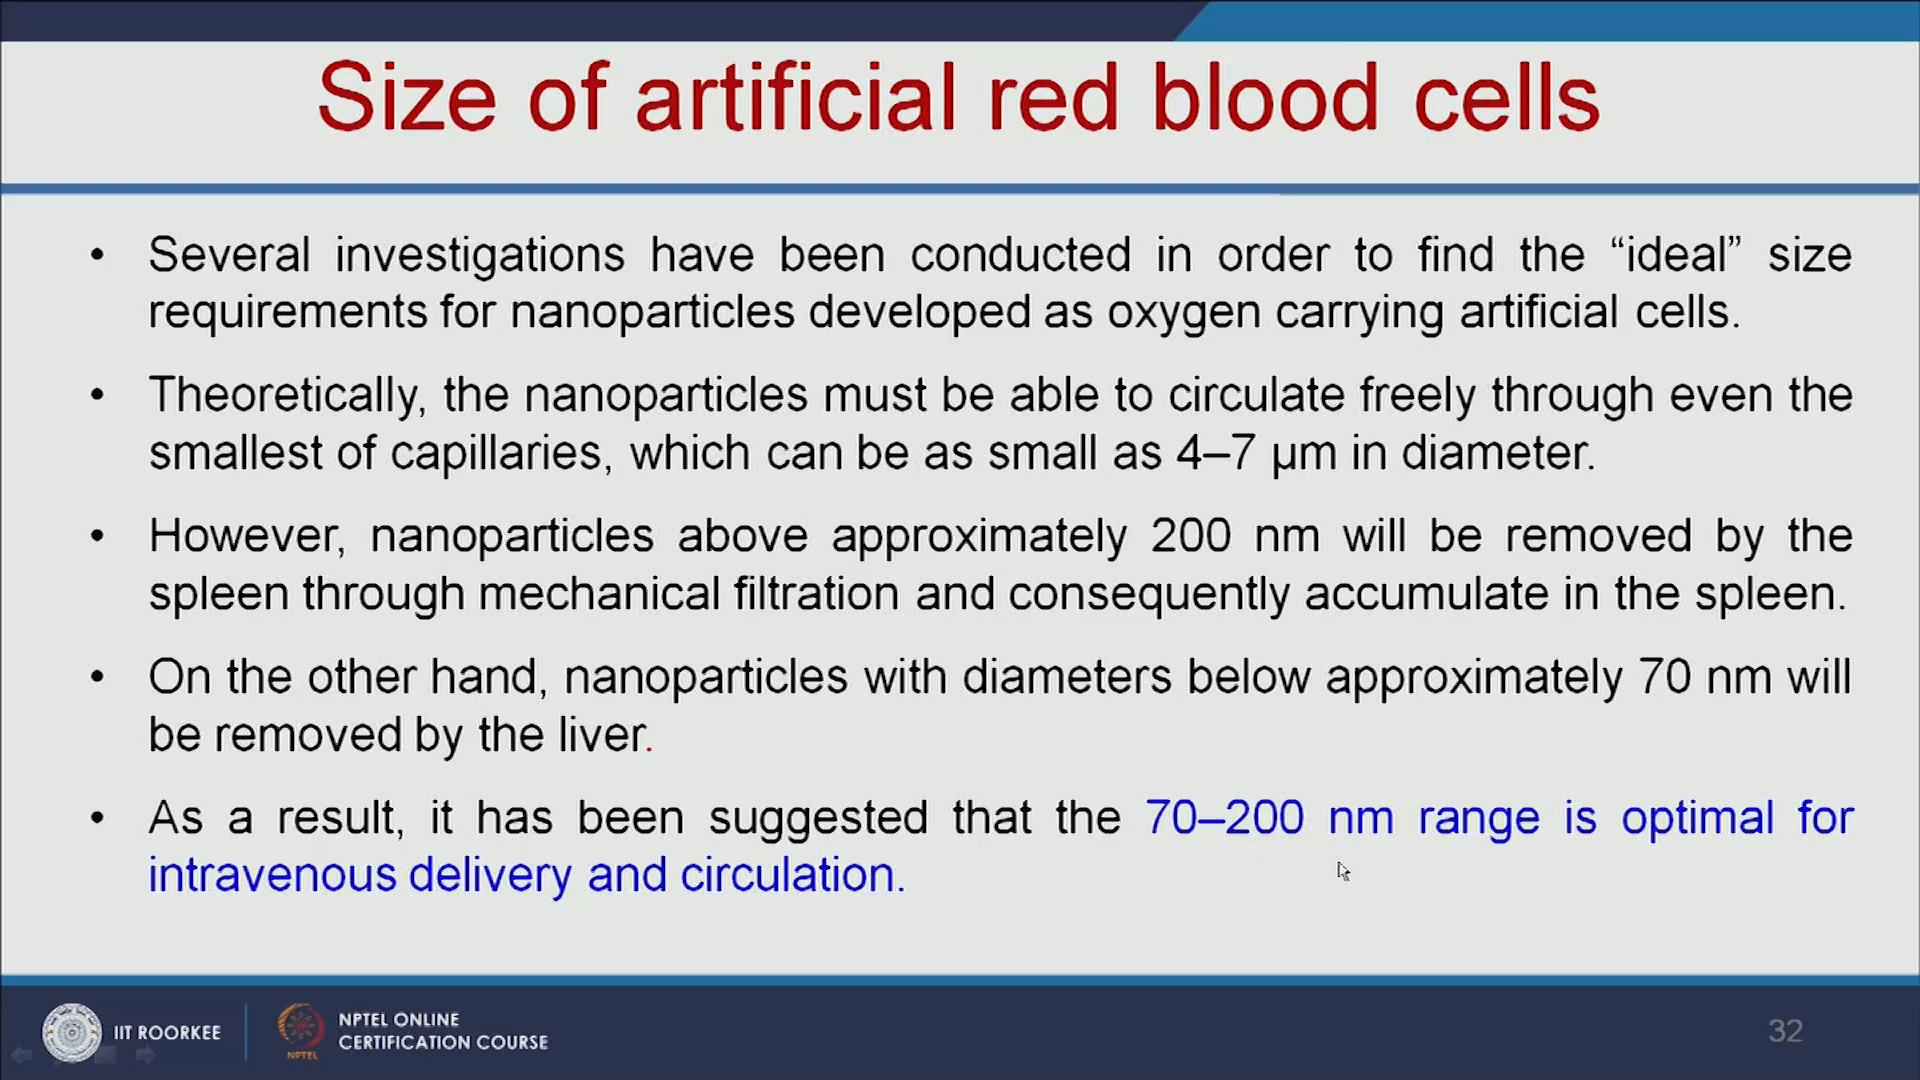 Size of artificial red blood cells
• Several investigations have been conducted in order to find the “ideal” size
requirements for nanoparticles developed as oxygen carrying artificial cells.
• Theoretically, the nanoparticles must be able to circulate freely through even the
smallest of capillaries, which can be as small as 4–7 µm in diameter.
• However, nanoparticles above approximately 200 nm will be removed by the
spleen through mechanical filtration and consequently accumulate in the spleen.
• On the other hand, nanoparticles with diameters below approximately 70 nm will
be removed by the liver.
• As a result, it has been suggested that the 70–200 nm range is optimal for
intravenous delivery and circulation.
IIT ROORKEE
NPTEL
NPTEL ONLINE
CERTIFICATION COURSE
32